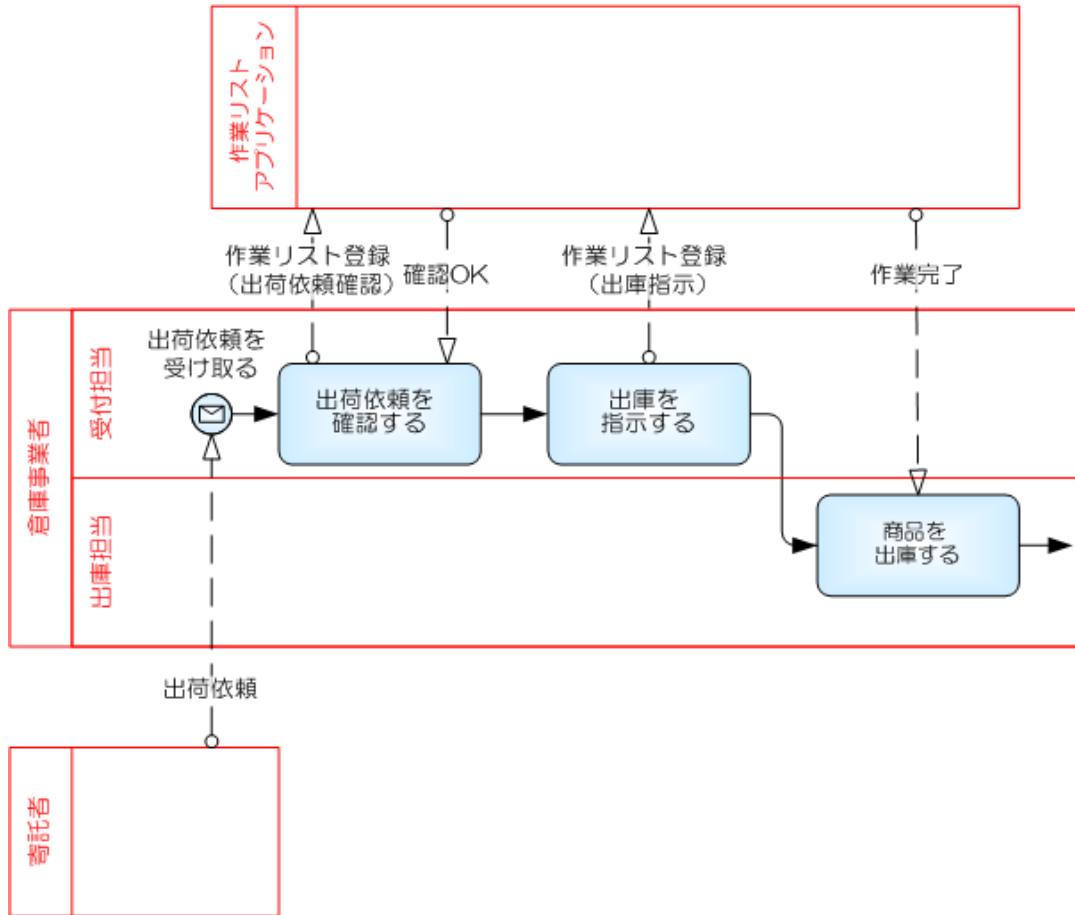 作業リスト
アプリケーション
作業リスト登録
（出荷依頼確認）
確認OK
作業リスト登録
（出庫指示）
作業完了
倉庫事業者
受付担当
出荷依頼を
受け取る
出荷依頼を
確認する
出庫を
指示する
出庫担当
商品を
出庫する
出荷依頼
寄託者